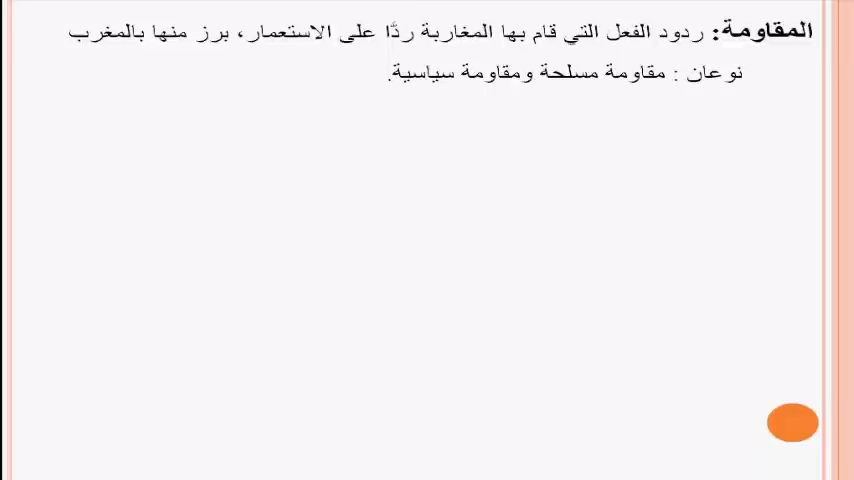 المقاومة: ردود الفعل التي قام بها المغاربة ردًّا على الاستعمار، برز منها بالمغرب
نوعان : مقاومة مسلحة ومقاومة سياسية.